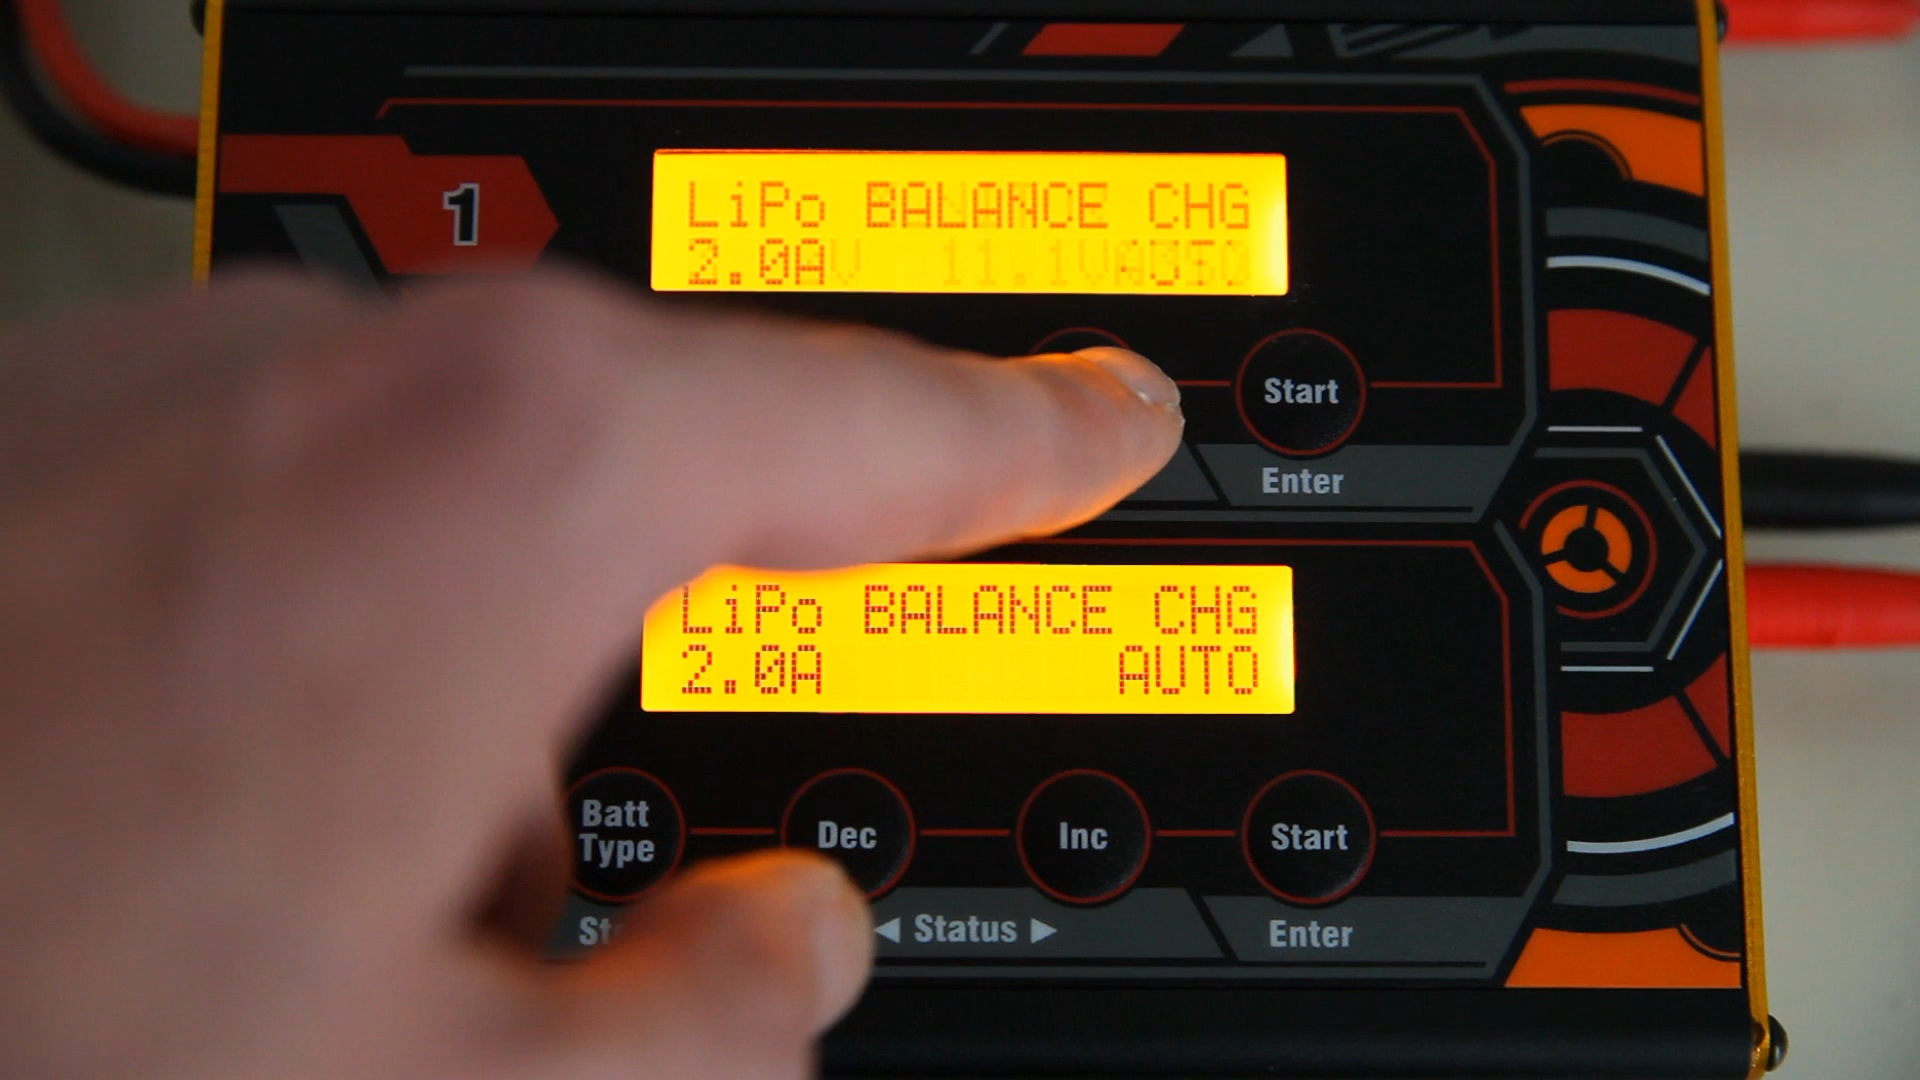 1
LiPo BALANCE CHG
2.0A
Start
Enter
LiPo BALANCE CHG
2.0A AUTO
Batt
Type
Dec
Inc
Start
◀ Status ▶
Enter